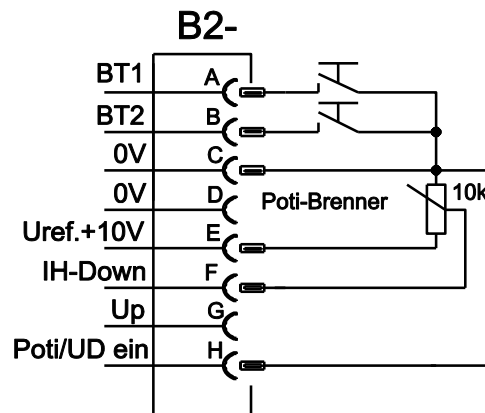 B2-
BT1 A
BT2 B
0V C
0V D Poti-Brenner 10k
Uref.+10V E
IH-Down F
Up G
Poti/UD ein H